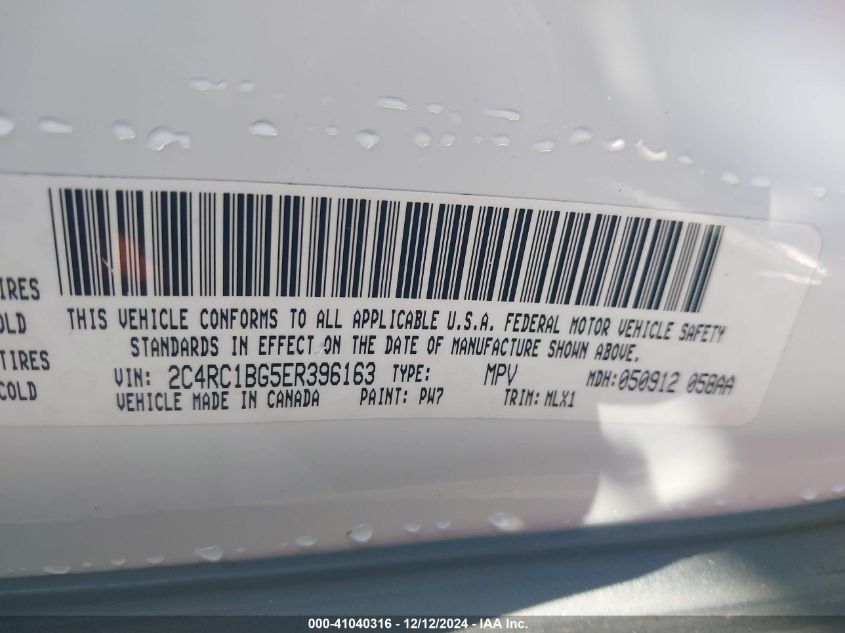 TIRES
COLD
TIRES
COLD
THIS VEHICLE CONFORMS TO ALL APPLICABLE U.S.A. FEDERAL MOTOR VEHICLE SAFETY
STANDARDS IN EFFECT ON THE DATE OF MANUFACTURE SHOWN ABOVE.
VIN: 2C4RC1BG5ER396163 TYPE: MPV MDH:050912 058AA
VEHICLE MADE IN CANADA PAINT: PW7 TRIM: MLX1
000-41040316 - 12/12/2024 - IAA Inc.